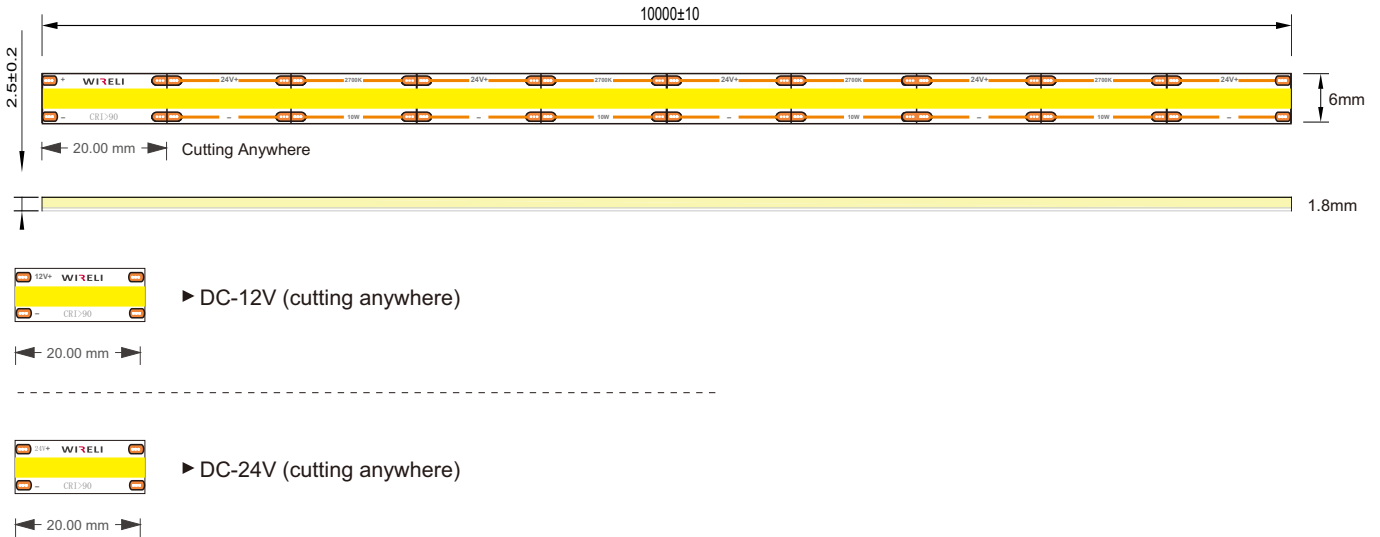 10000±10
2.5±0.2
+ WIRELI 24V+ 2700K 24V+ 2700K 24V+ 2700K 24V+ 2700K 24V+
6mm
- CRI>90 - 10W - 10W - 10W - 10W -
20.00 mm Cutting Anywhere
1.8mm
12V+ WIRELI
- CRI>90
► DC-12V (cutting anywhere)
20.00 mm
24V+ WIRELI
- CRI>90
► DC-24V (cutting anywhere)
20.00 mm